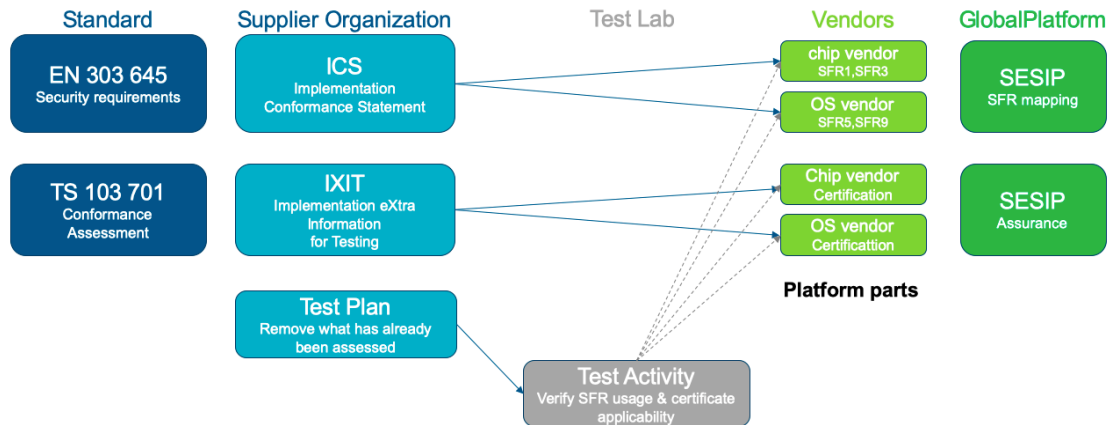 Standard
Supplier Organization
Test Lab
Vendors
GlobalPlatform
EN 303 645
Security requirements
ICS
Implementation
Conformance Statement
chip vendor
SFR1,SFR3
OS vendor
SFR5,SFR9
SESIP
SFR mapping
TS 103 701
Conformance
Assessment
IXIT
Implementation eXtra
Information
for Testing
Chip vendor
Certification
OS vendor
Certificattion
SESIP
Assurance
Platform parts
Test Plan
Remove what has already
been assessed
Test Activity
Verify SFR usage & certificate
applicability